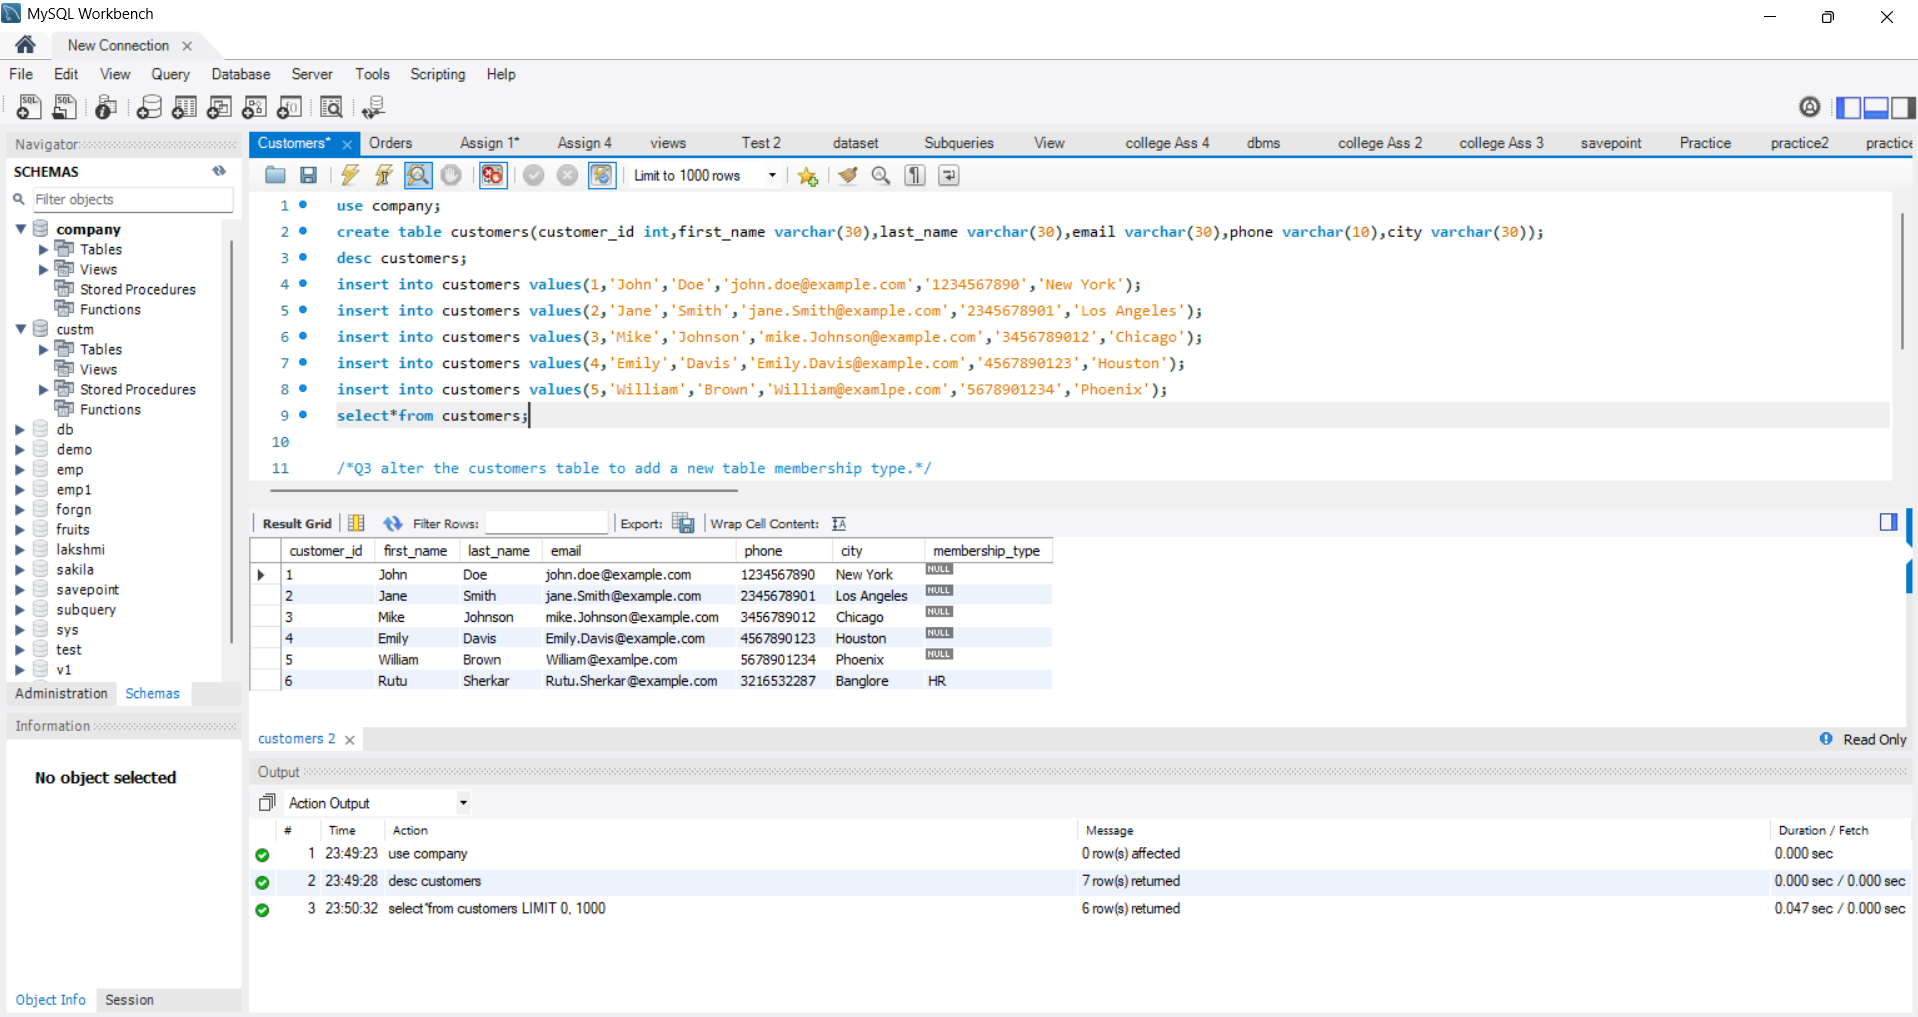 MySQL Workbench
New Connection
File Edit View Query Database Server Tools Scripting Help
Navigator
SCHEMAS
Filter objects
company
Tables
Views
Stored Procedures
Functions
custm
Tables
Views
Stored Procedures
Functions
db
demo
emp
emp1
forgn
fruits
lakshmi
sakila
savepoint
subquery
sys
test
v1
Administration Schemas
Information
No object selected
Object Info Session
Customers* Orders Assign 1* Assign 4 views Test 2 dataset Subqueries View college Ass 4 dbms college Ass 2 college Ass 3 savepoint Practice practice2 practice
Limit to 1000 rows
1 use company;
2 create table customers(customer_id int,first_name varchar(30),last_name varchar(30),email varchar(30),phone varchar(10),city varchar(30));
3 desc customers;
4 insert into customers values(1,'John','Doe','john.doe@example.com','1234567890','New York');
5 insert into customers values(2,'Jane','Smith','jane.Smith@example.com','2345678901','Los Angeles');
6 insert into customers values(3,'Mike','Johnson','mike.Johnson@example.com','3456789012','Chicago');
7 insert into customers values(4,'Emily','Davis','Emily.Davis@example.com','4567890123','Houston');
8 insert into customers values(5,'William','Brown','William@examlpe.com','5678901234','Phoenix');
9 select*from customers;
10
11 /*Q3 alter the customers table to add a new table membership type.*/
Result Grid Filter Rows: Export: Wrap Cell Content:
customer_id first_name last_name email phone city membership_type
1 John Doe john.doe@example.com 1234567890 New York NULL
2 Jane Smith jane.Smith@example.com 2345678901 Los Angeles NULL
3 Mike Johnson mike.Johnson@example.com 3456789012 Chicago NULL
4 Emily Davis Emily.Davis@example.com 4567890123 Houston NULL
5 William Brown William@examlpe.com 5678901234 Phoenix NULL
6 Rutu Sherkar Rutu.Sherkar@example.com 3216532287 Banglore HR
customers 2 Read Only
Output
Action Output
# Time Action Message Duration / Fetch
1 23:49:23 use company 0 row(s) affected 0.000 sec
2 23:49:28 desc customers 7 row(s) returned 0.000 sec / 0.000 sec
3 23:50:32 select*from customers LIMIT 0, 1000 6 row(s) returned 0.047 sec / 0.000 sec